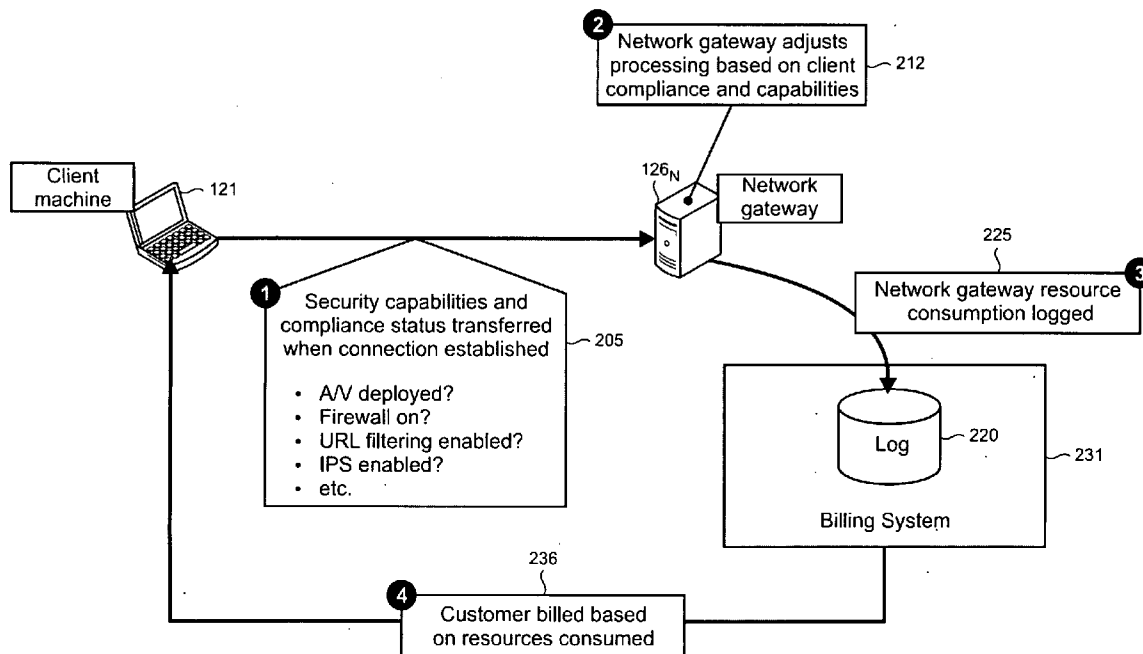 2
Network gateway adjusts
processing based on client
compliance and capabilities
212
Client
machine
121
126N
Network
gateway
1
Security capabilities and
compliance status transferred
when connection established
• A/V deployed?
• Firewall on?
• URL filtering enabled?
• IPS enabled?
• etc.
205
225
3
Network gateway resource
consumption logged
Log
220
231
Billing System
236
4
Customer billed based
on resources consumed